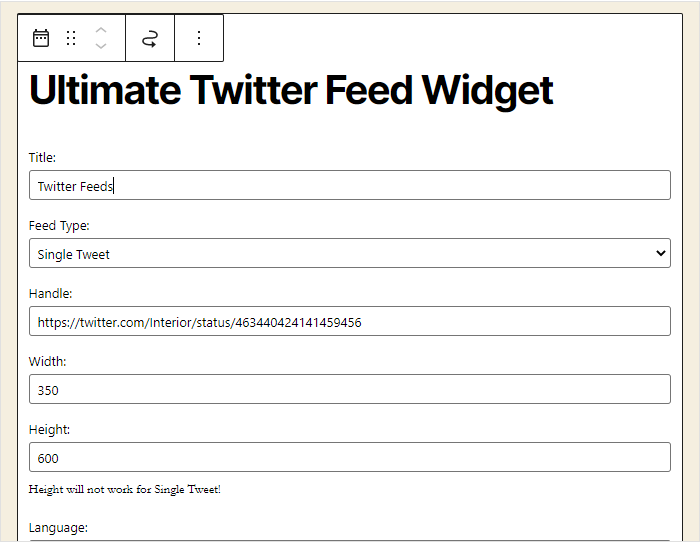 Ultimate Twitter Feed Widget
Title:
Twitter Feeds
Feed Type:
Single Tweet
Handle:
https://twitter.com/Interior/status/463440424141459456
Width:
350
Height:
600
Height will not work for Single Tweet!
Language: